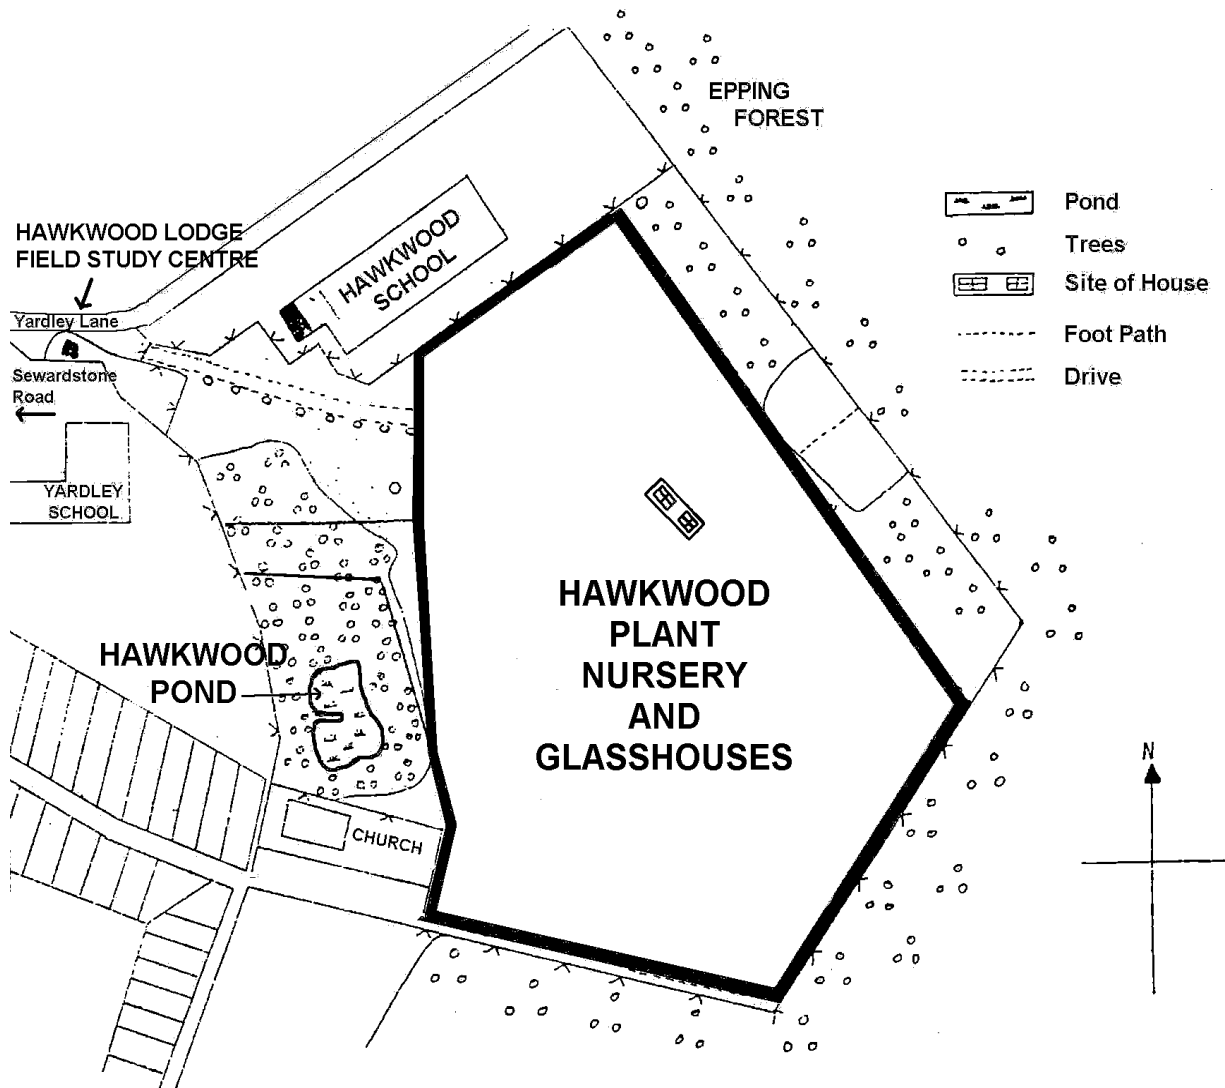 EPPING
FOREST
HAWKWOOD LODGE
FIELD STUDY CENTRE
Yardley Lane
Sewardstone
Road
HAWKWOOD
SCHOOL
YARDLEY
SCHOOL
HAWKWOOD
POND
HAWKWOOD
PLANT
NURSERY
AND
GLASSHOUSES
CHURCH
Pond
Trees
Site of House
Foot Path
Drive
N